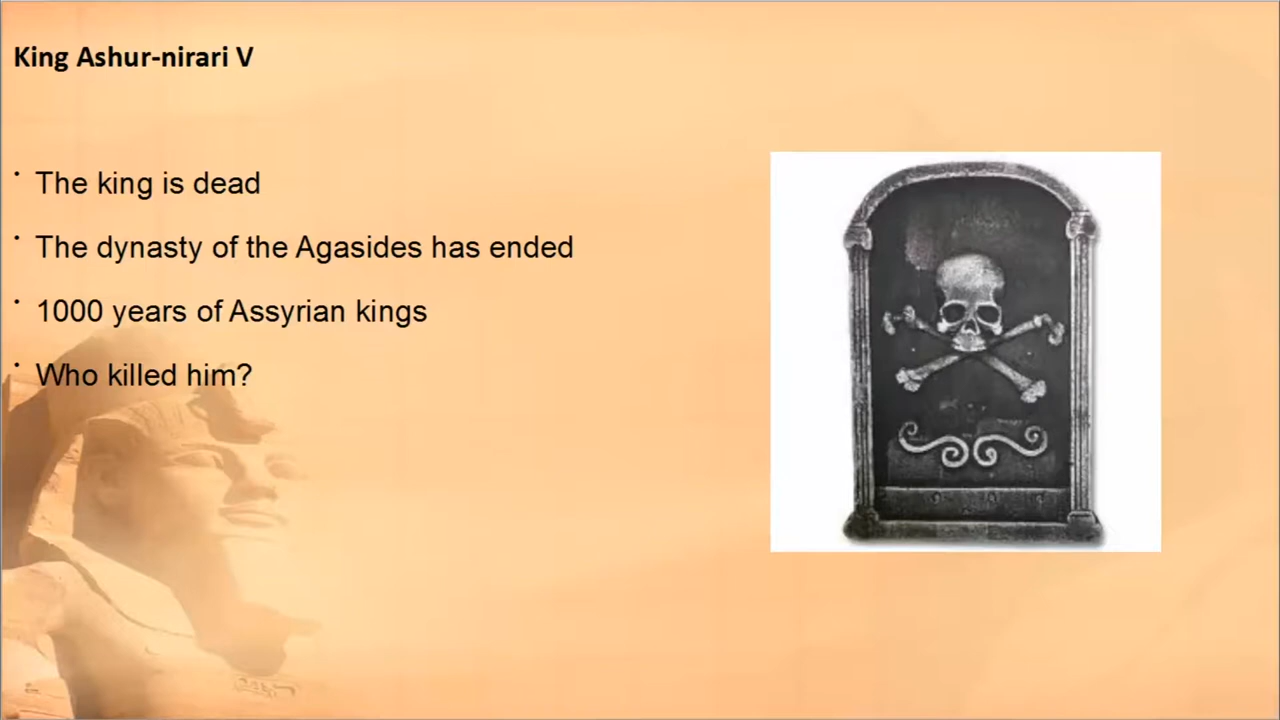 King Ashur-nirari V
· The king is dead
· The dynasty of the Agasides has ended
· 1000 years of Assyrian kings
· Who killed him?